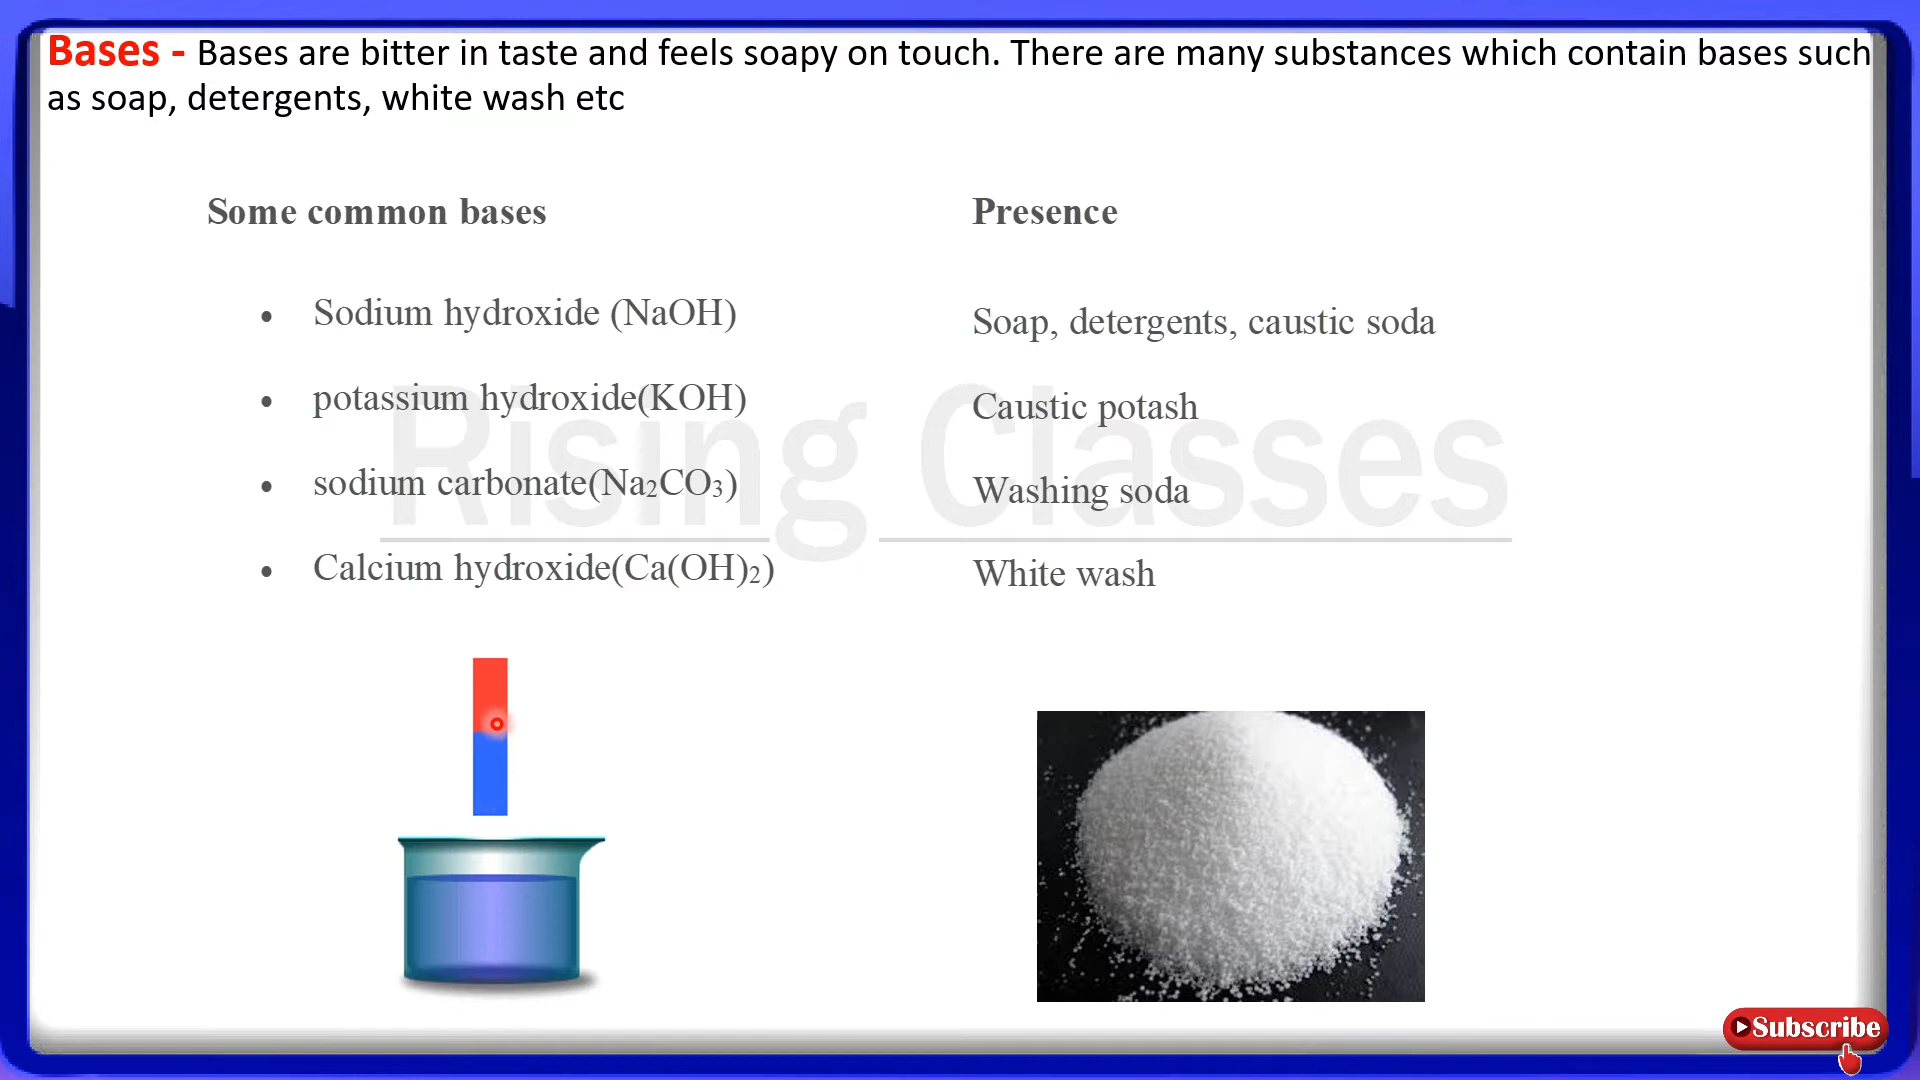 Bases - Bases are bitter in taste and feels soapy on touch. There are many substances which contain bases such
as soap, detergents, white wash etc
Some common bases Presence
• Sodium hydroxide (NaOH) Soap, detergents, caustic soda
• potassium hydroxide(KOH) Caustic potash
• sodium carbonate(Na₂CO₃) Washing soda
• Calcium hydroxide(Ca(OH)₂) White wash
Rising Classes
Subscribe